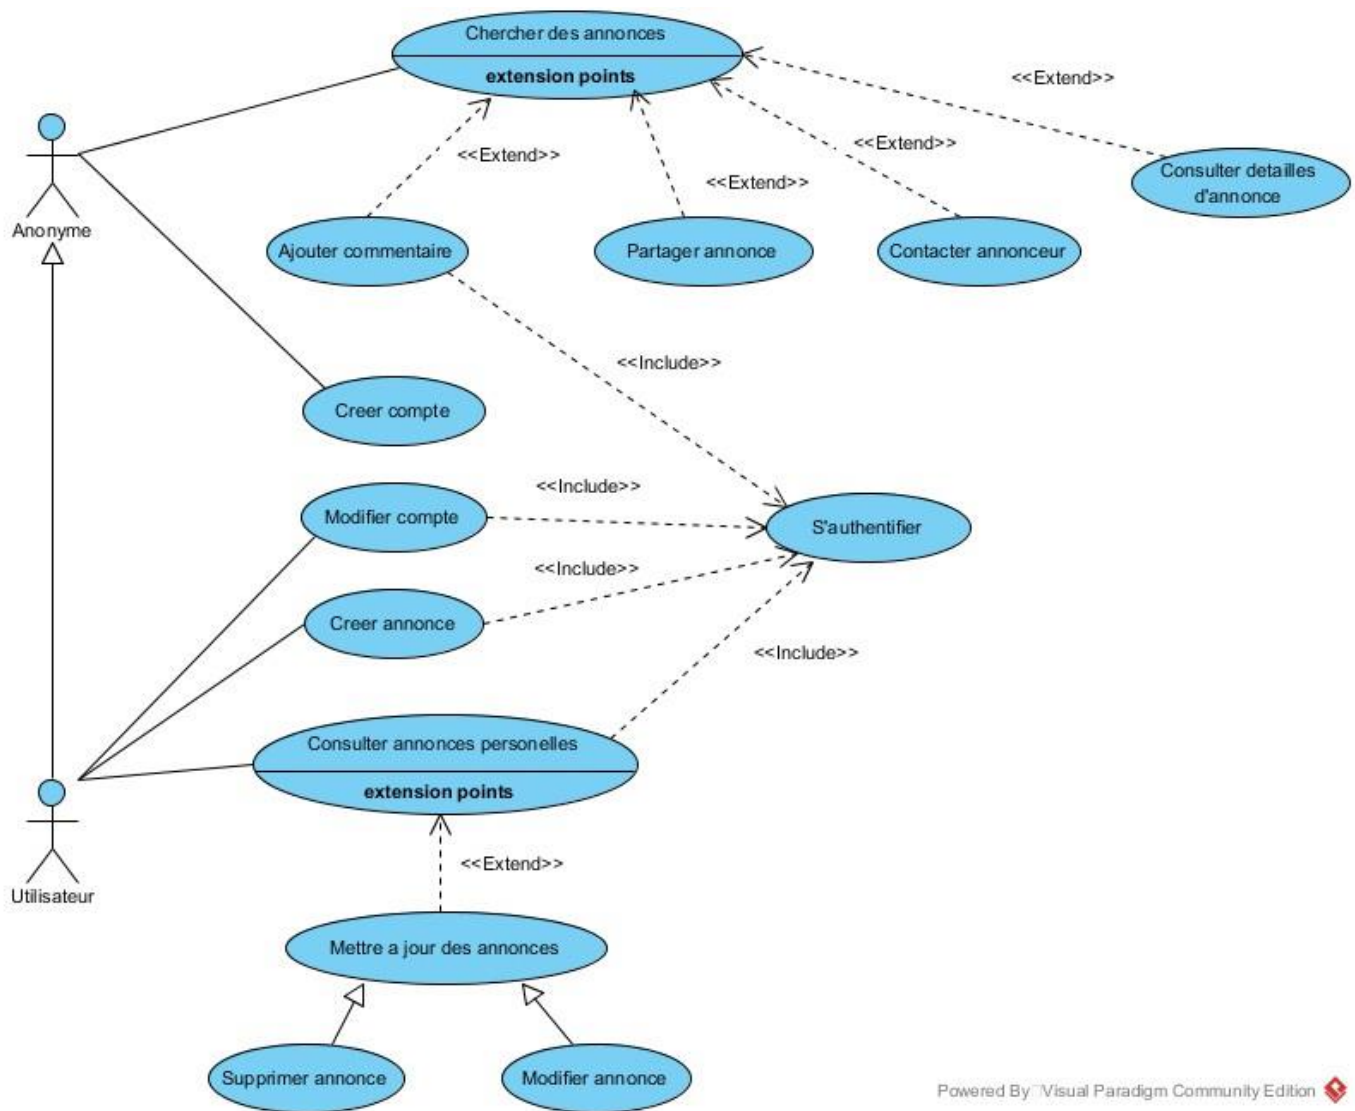 Chercher des annonces
extension points
<<Extend>>
<<Extend>>
<<Extend>>
<<Extend>>
Consulter detailles
d'annonce
Anonyme
Ajouter commentaire
Partager annonce
Contacter annonceur
<<Include>>
Creer compte
<<Include>>
Modifier compte
S'authentifier
<<Include>>
Creer annonce
<<Include>>
Consulter annonces personelles
extension points
<<Extend>>
Utilisateur
Mettre a jour des annonces
Supprimer annonce
Modifier annonce
Powered By Visual Paradigm Community Edition